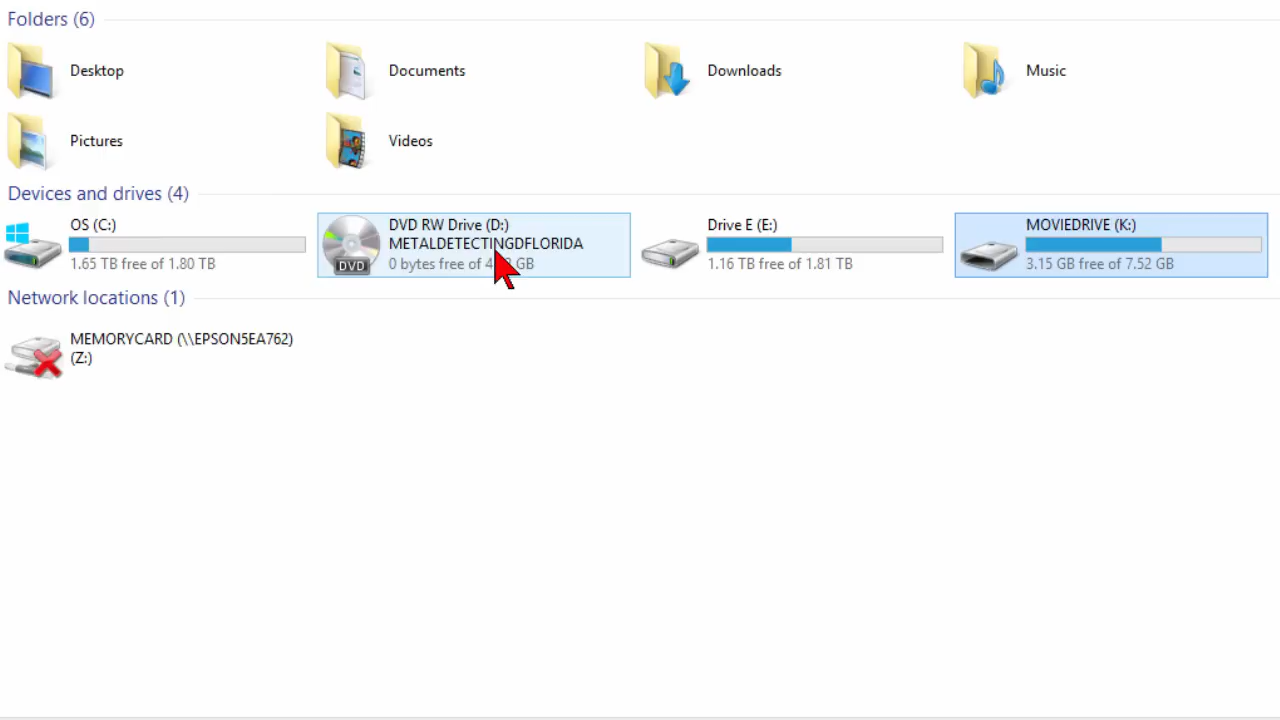 Folders (6)
Desktop
Documents
Downloads
Music
Pictures
Videos
Devices and drives (4)
OS (C:)
1.65 TB free of 1.80 TB
DVD RW Drive (D:)
METALDETECTINGDFLORIDA
DVD
0 bytes free of GB
Drive E (E:)
1.16 TB free of 1.81 TB
MOVIEDRIVE (K:)
3.15 GB free of 7.52 GB
Network locations (1)
MEMORYCARD (\\EPSON5EA762)
(Z:)